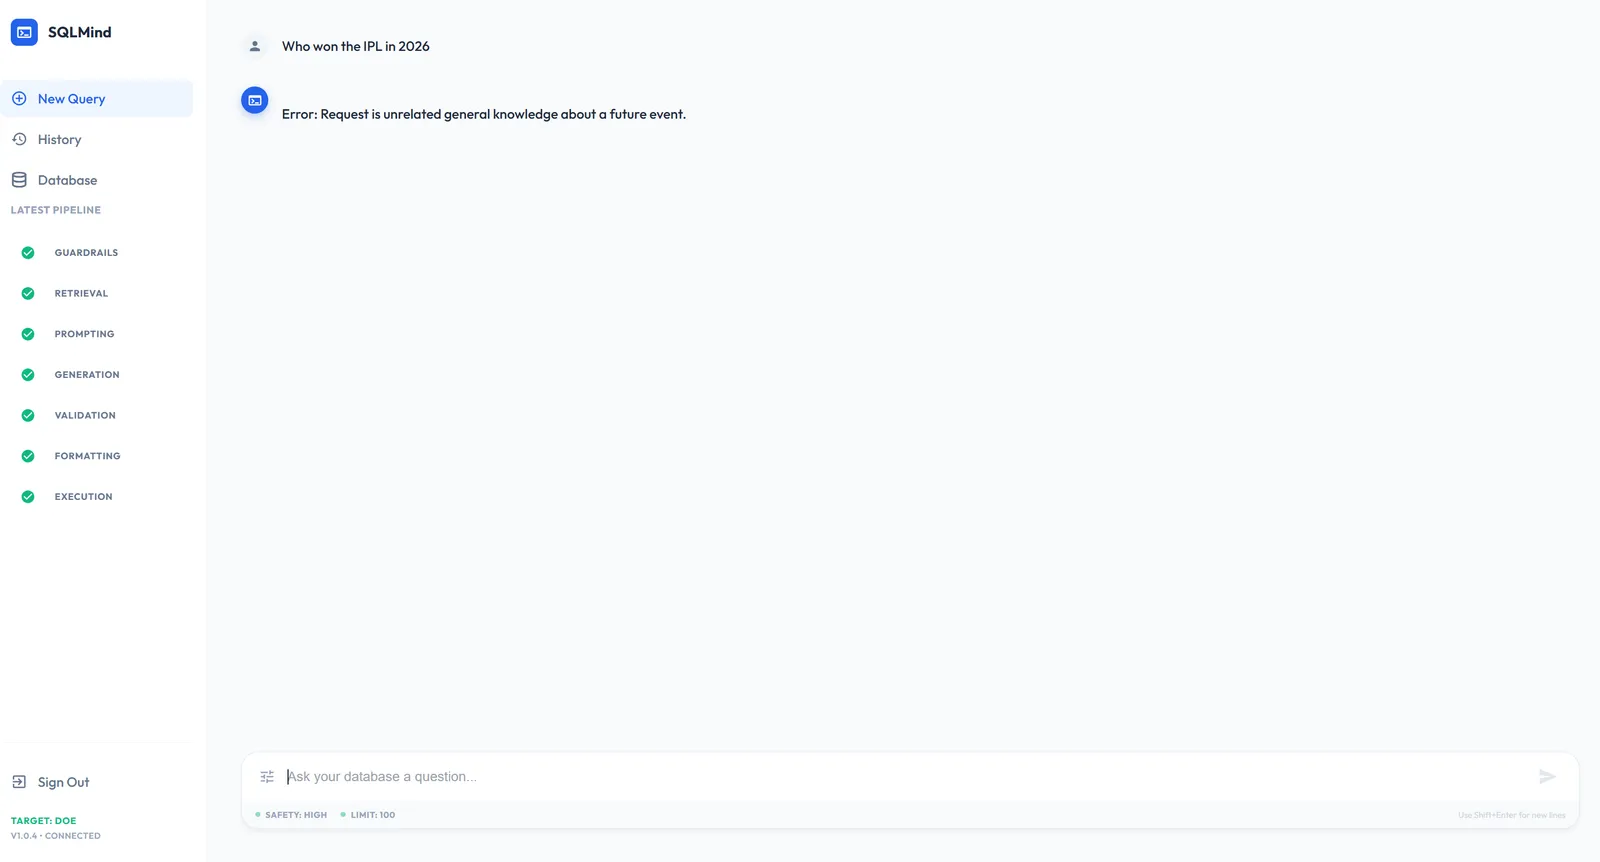 SQLMind
New Query
History
Database
LATEST PIPELINE
GUARDRAILS
RETRIEVAL
PROMPTING
GENERATION
VALIDATION
FORMATTING
EXECUTION
Sign Out
TARGET: DOE
V1.0.4 • CONNECTED
Who won the IPL in 2026
Error: Request is unrelated general knowledge about a future event.
Ask your database a question...
SAFETY: HIGH LIMIT: 100
Use Shift+Enter for new lines